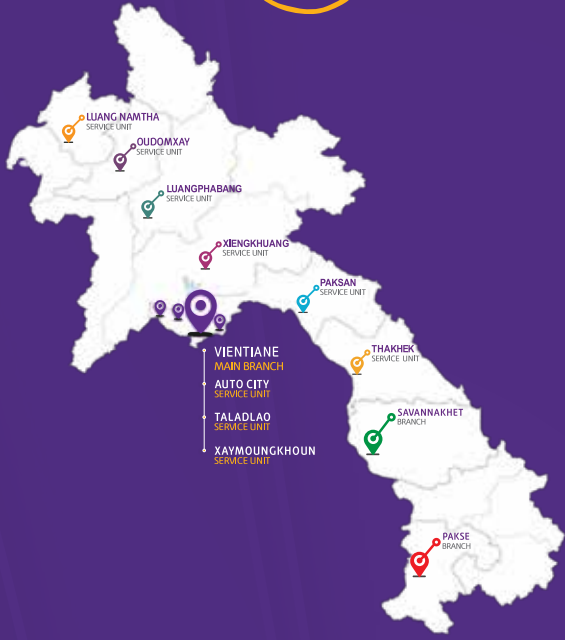 LUANG NAMTHA
SERVICE UNIT
OUDOMXAY
SERVICE UNIT
LUANGPHABANG
SERVICE UNIT
XIENGKHUANG
SERVICE UNIT
PAKSAN
SERVICE UNIT
VIENTIANE
MAIN BRANCH
AUTO CITY
SERVICE UNIT
TALADLAO
SERVICE UNIT
XAYMOUNGKHOUN
SERVICE UNIT
THAKHEK
SERVICE UNIT
SAVANNAKHET
BRANCH
PAKSE
BRANCH